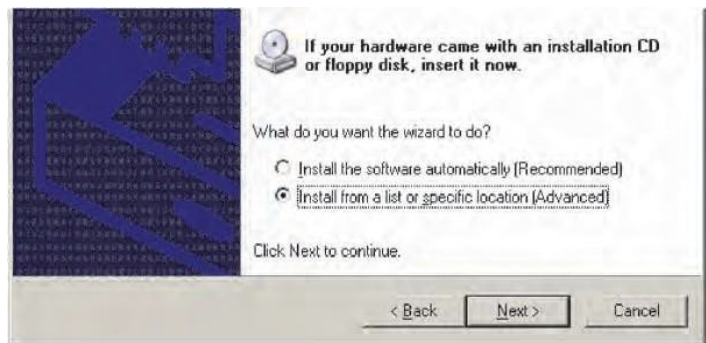 If your hardware came with an installation CD
or floppy disk, insert it now.
What do you want the wizard to do?
Install the software automatically (Recommended)
Install from a list or specific location (Advanced)
Click Next to continue.
< Back Next > Cancel